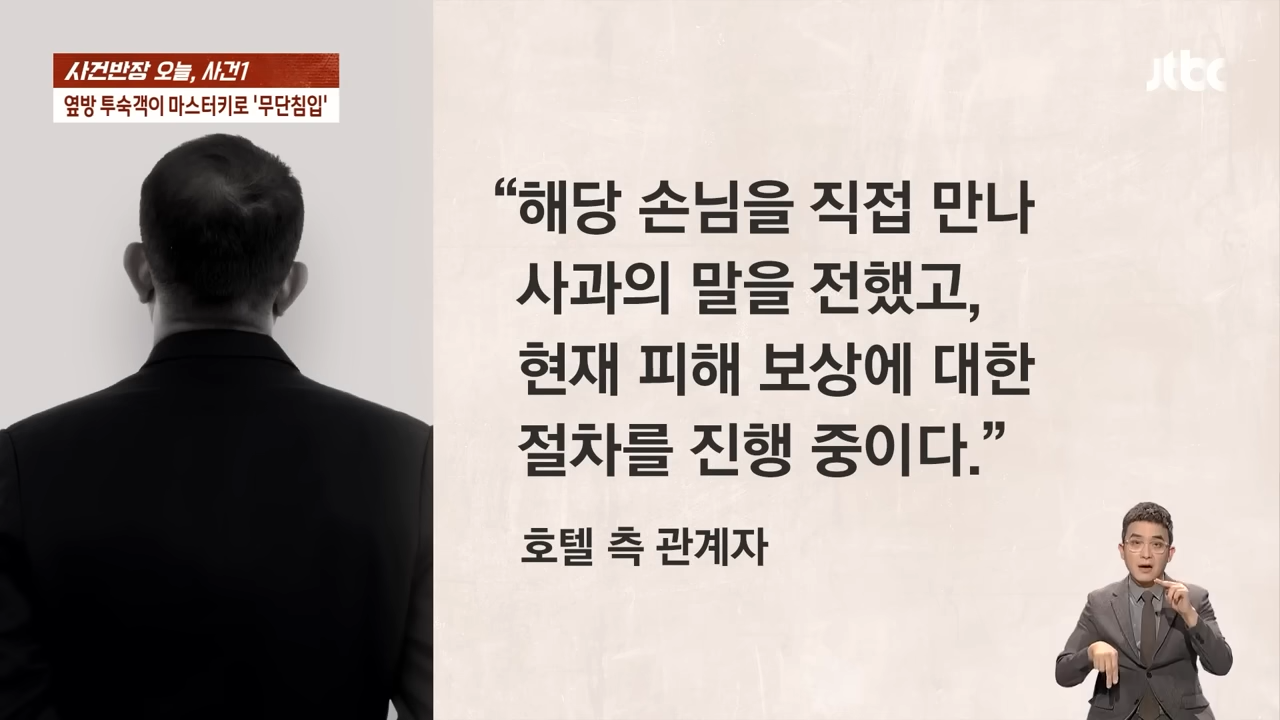 사건반장 오늘, 사건1
옆방 투숙객이 마스터키로 '무단침입'
jtbc
“해당 손님을 직접 만나
사과의 말을 전했고,
현재 피해 보상에 대한
절차를 진행 중이다.”
호텔 측 관계자